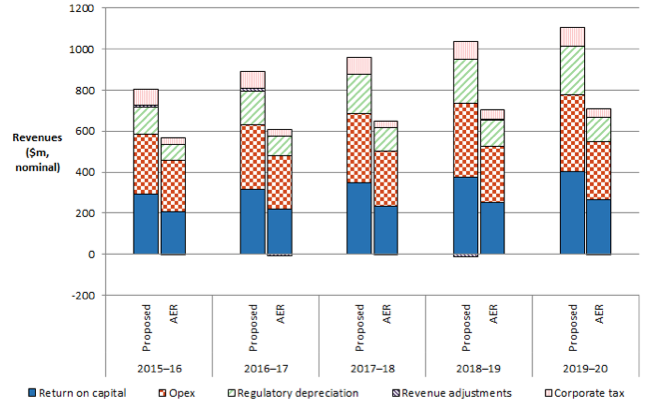 1200
1000
800
600
400
200
0
-200
Revenues
($m,
nominal)
Proposed
AER
Proposed
AER
Proposed
AER
Proposed
AER
Proposed
AER
2015–16
2016–17
2017–18
2018–19
2019–20
Return on capital
Opex
Regulatory depreciation
Revenue adjustments
Corporate tax